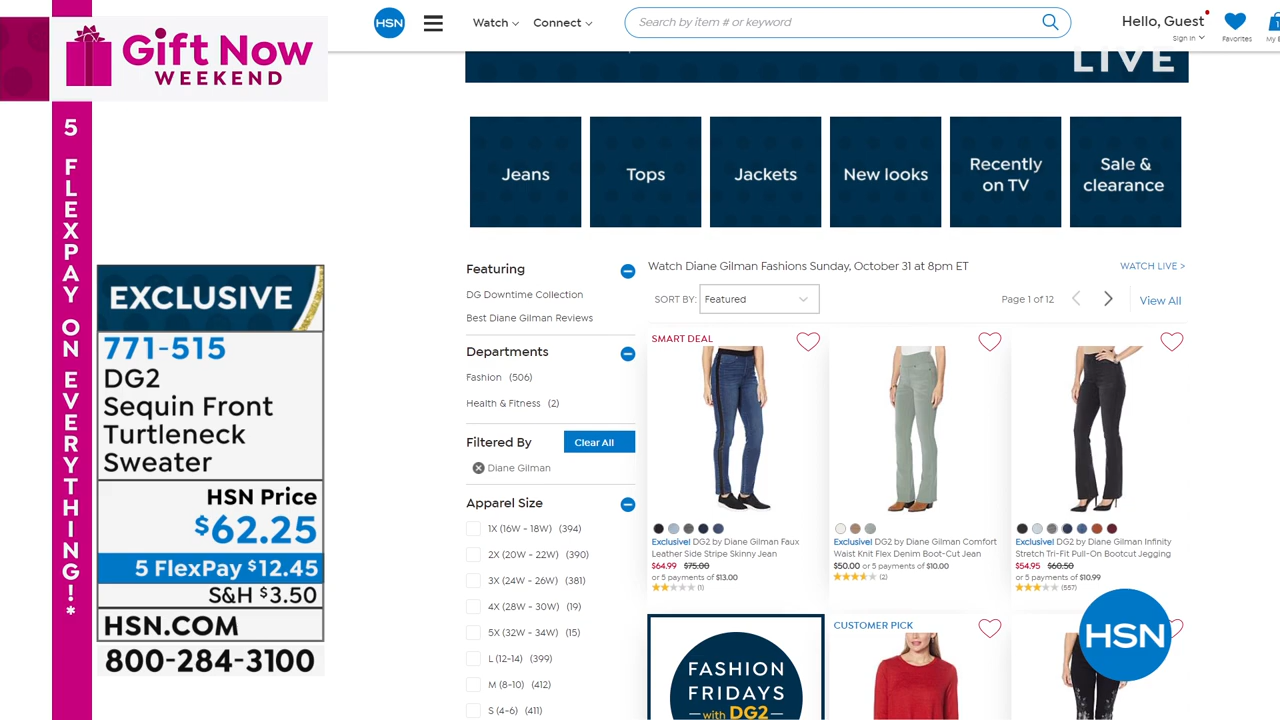 Gift Now
WEEKEND
5 FLEXPAY ON EVERYTHING!*
EXCLUSIVE
771-515
DG2
Sequin Front
Turtleneck
Sweater
HSN Price
$62.25
5 FlexPay $12.45
S&H $3.50
HSN.COM
800-284-3100
HSN
Watch
Connect
Search by item # or keyword
Hello, Guest
Sign In
Favorites
My
1
LIVE
Jeans
Tops
Jackets
New looks
Recently
on TV
Sale &
clearance
Featuring
DG Downtime Collection
Best Diane Gilman Reviews
Departments
Fashion (506)
Health & Fitness (2)
Filtered By
Clear All
Diane Gilman
Apparel Size
1X (16W - 18W) (394)
2X (20W - 22W) (390)
3X (24W - 26W) (381)
4X (28W - 30W) (19)
5X (32W - 34W) (15)
L (12-14) (399)
M (8-10) (412)
S (4-6) (411)
Watch Diane Gilman Fashions Sunday, October 31 at 8pm ET
WATCH LIVE >
SORT BY: Featured
Page 1 of 12
View All
SMART DEAL
Exclusive! DG2 by Diane Gilman Faux
Leather Side Stripe Skinny Jean
$64.99 $75.00
or 5 payments of $13.00
(1)
Exclusive! DG2 by Diane Gilman Comfort
Waist Knit Flex Denim Boot-Cut Jean
$50.00 or 5 payments of $10.00
(2)
Exclusive! DG2 by Diane Gilman Infinity
Stretch Tri-Fit Pull-On Bootcut Jegging
$54.95 $60.50
or 5 payments of $10.99
(557)
FASHION
FRIDAYS
with DG2
CUSTOMER PICK
HSN